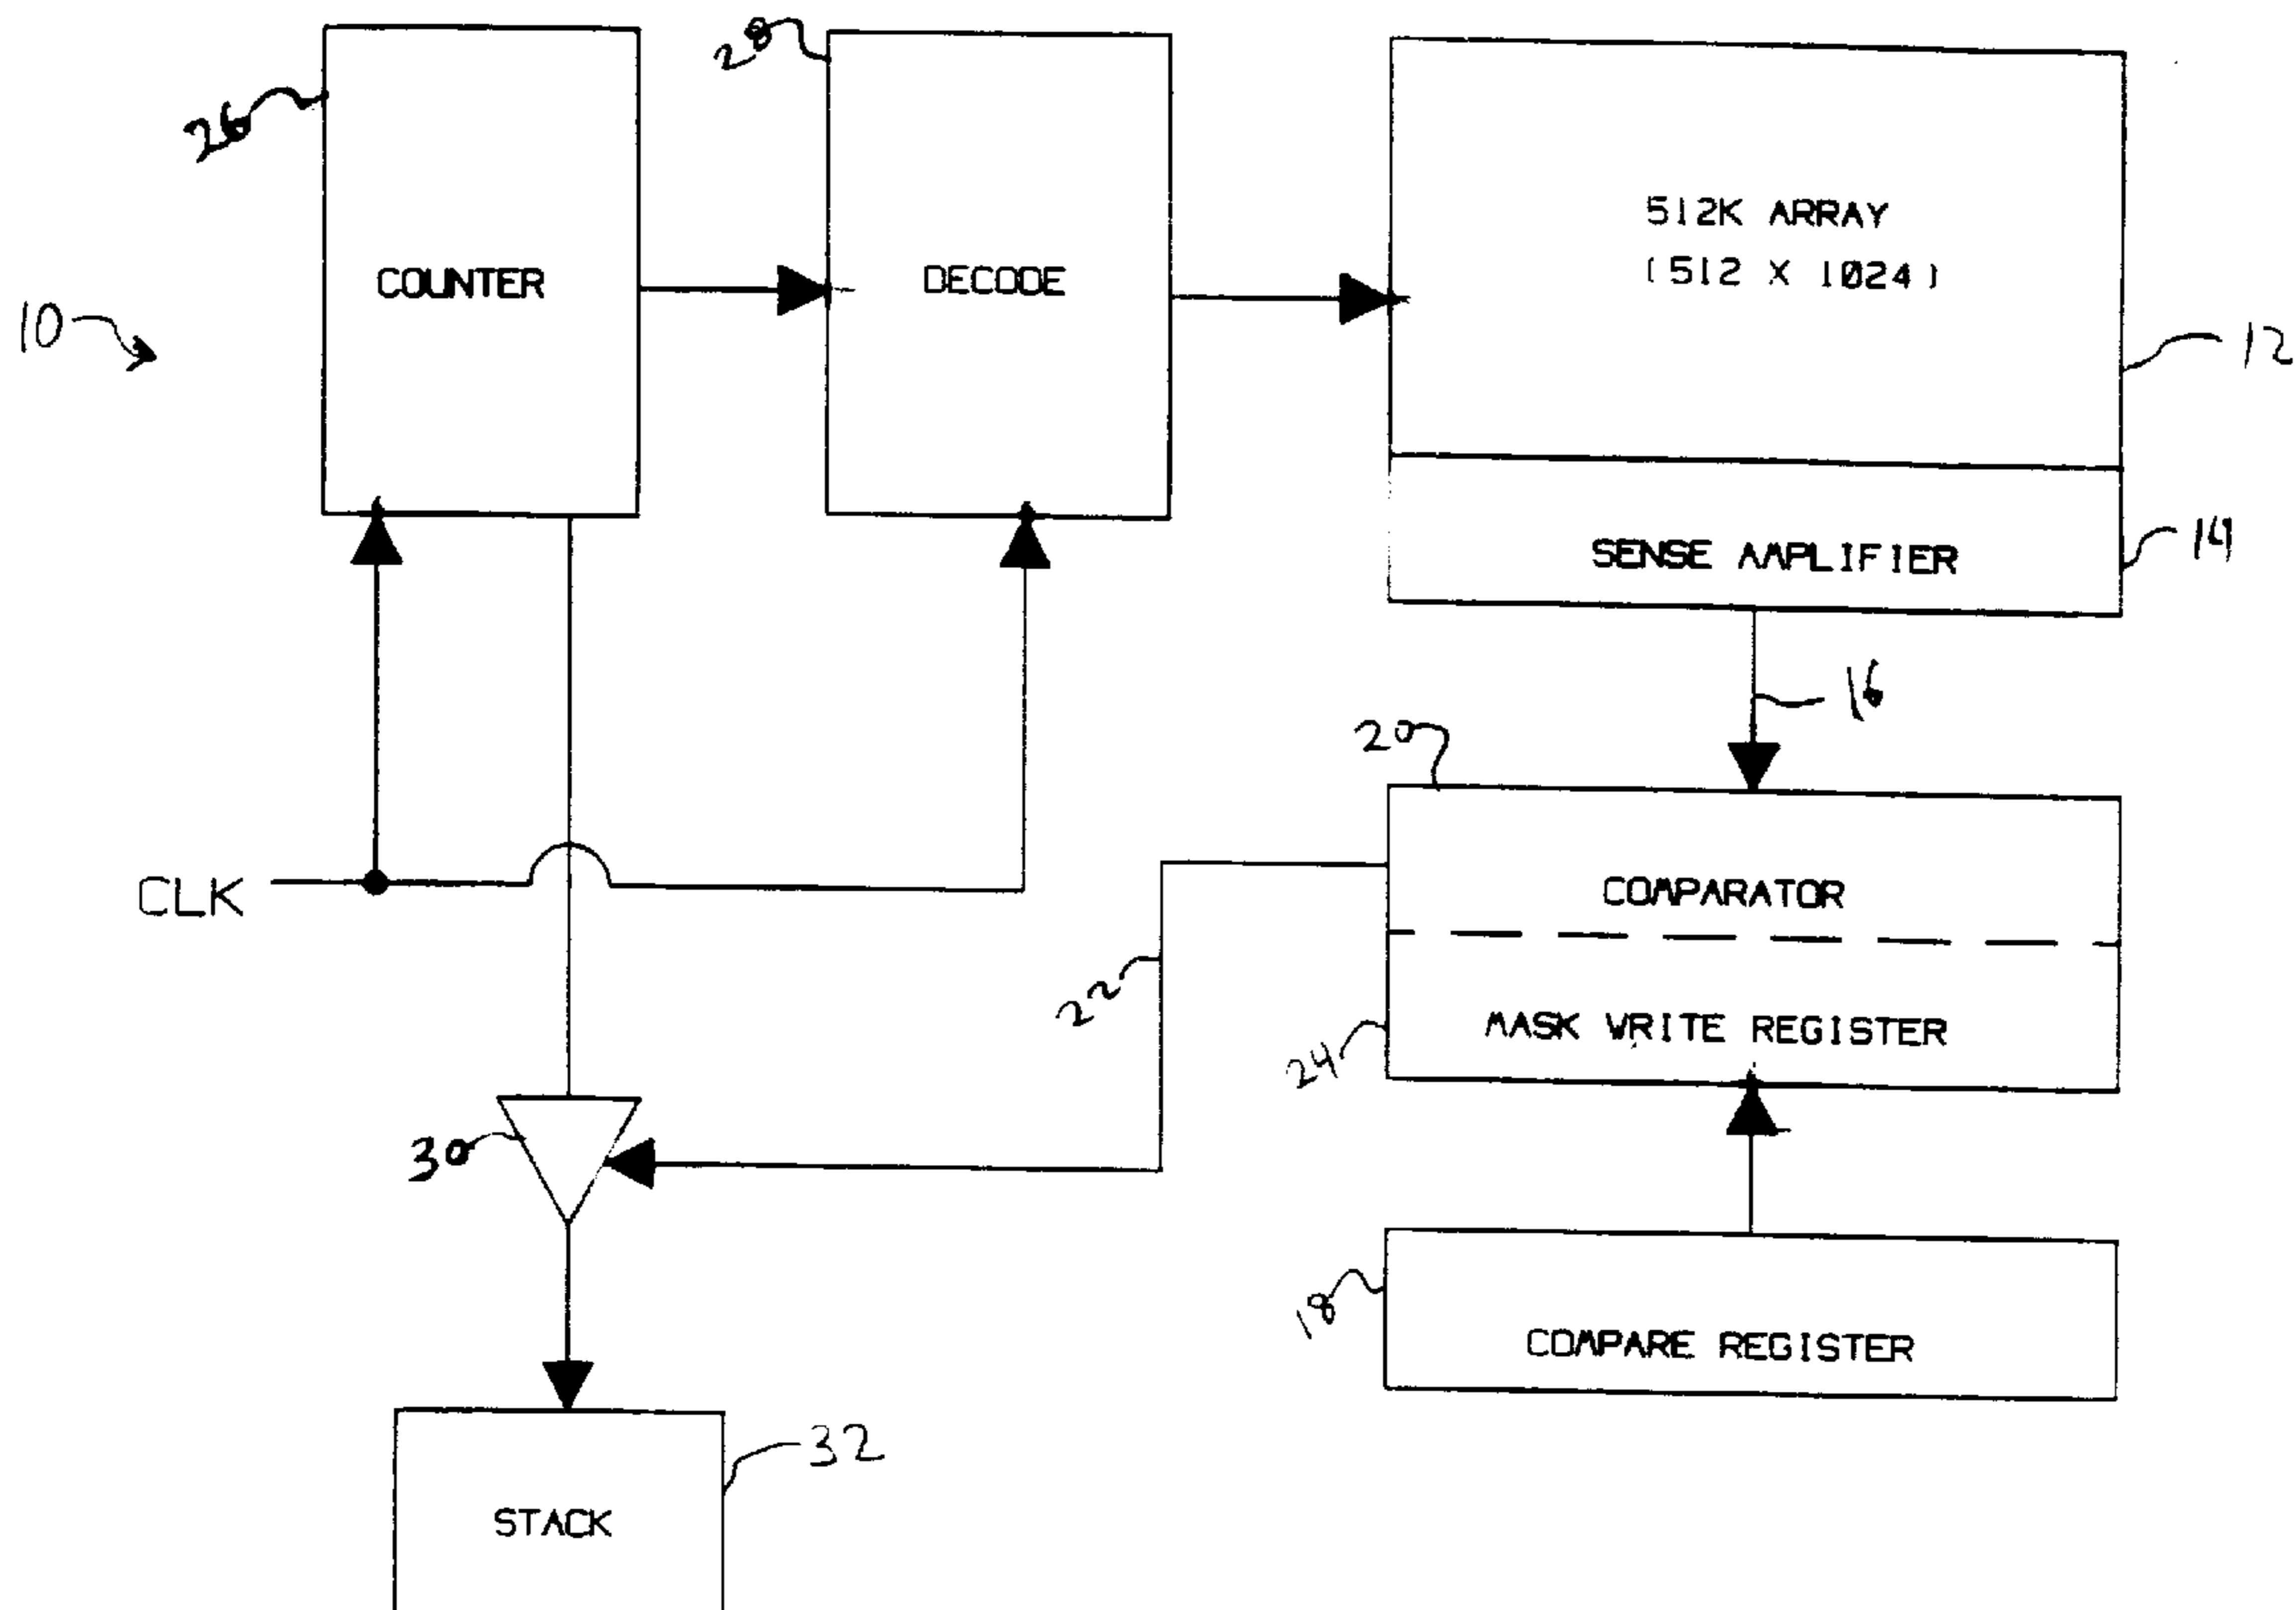 26
COUNTER
28
DECODE
512K ARRAY
(512 X 1024)
12
10
SENSE AMPLIFIER
14
16
CLK
20
COMPARATOR
22
24
MASK WRITE REGISTER
30
18
COMPARE REGISTER
32
STACK